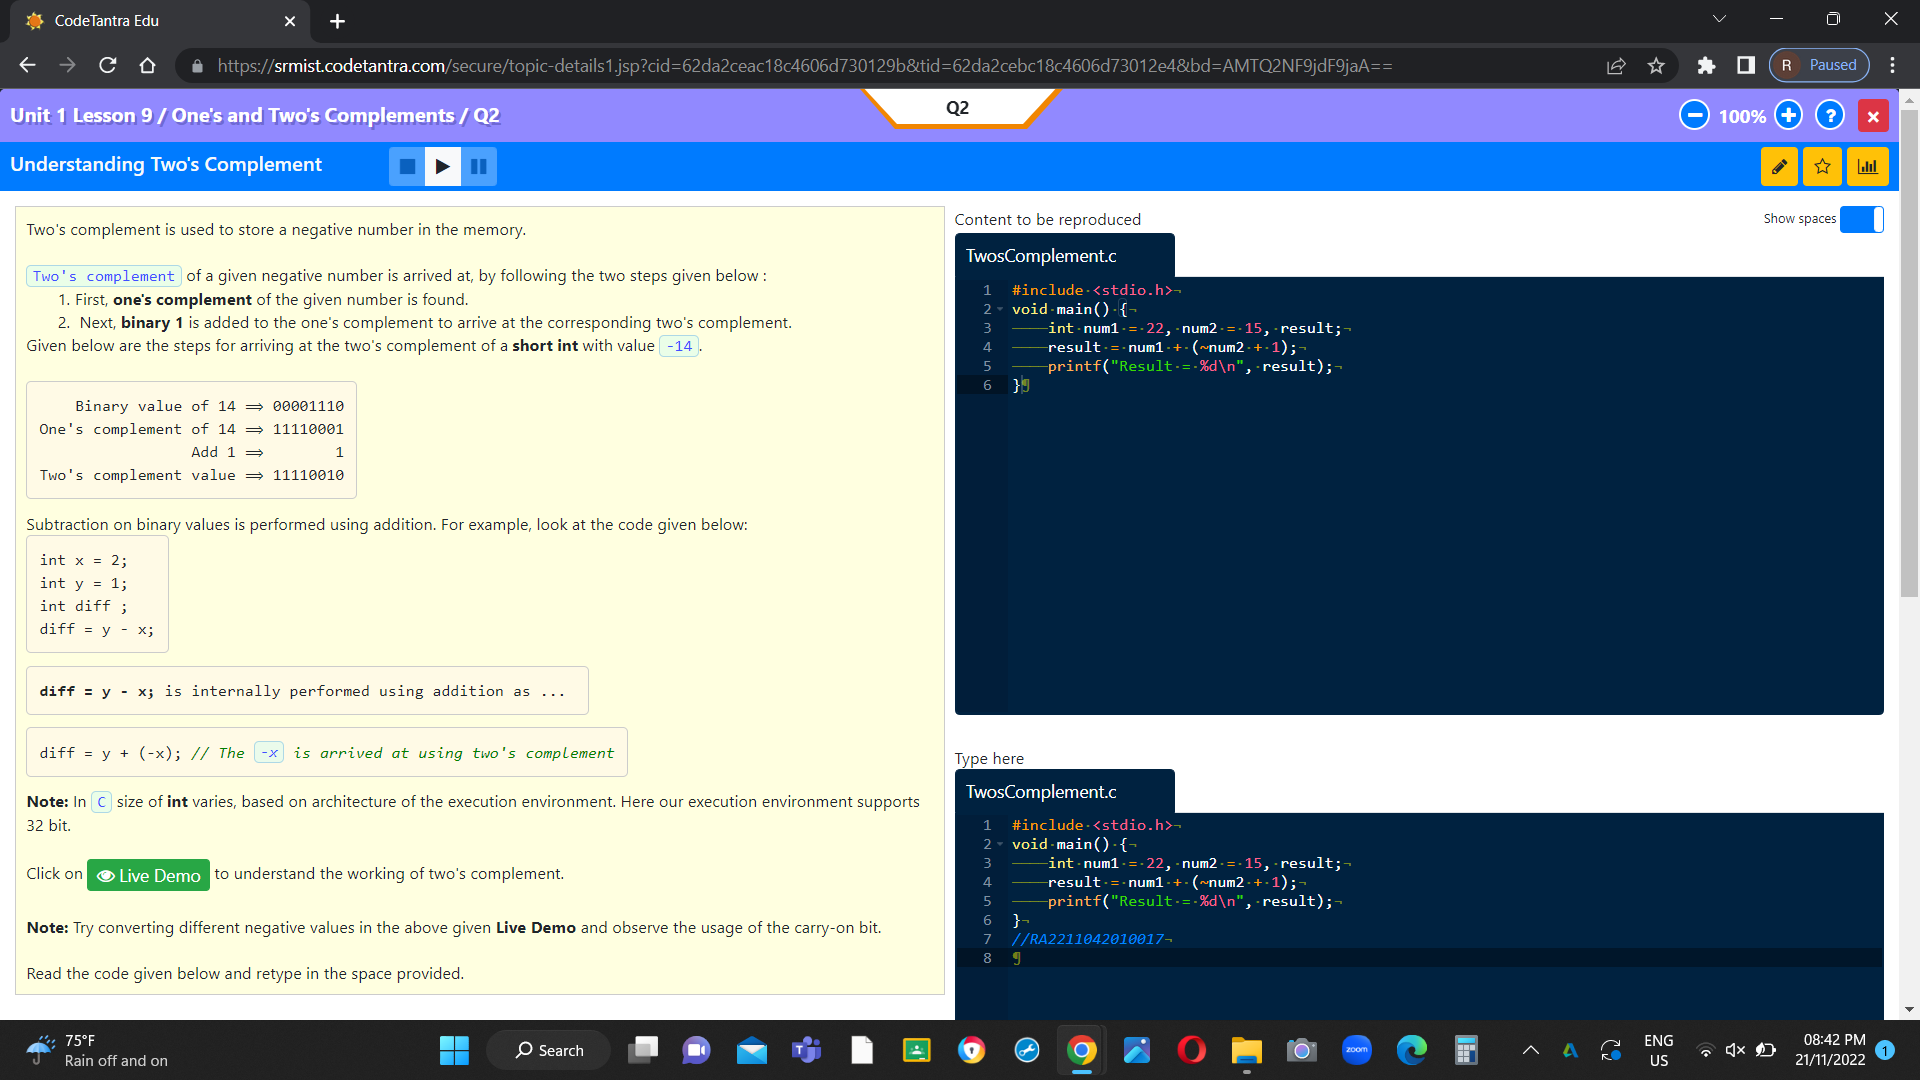 CodeTantra Edu
https://srmist.codetantra.com/secure/topic-details1.jsp?cid=62da2ceac18c4606d730129b&tid=62da2cebc18c4606d73012e4&bd=AMTQ2NF9jdF9jaA==
R Paused
Unit 1 Lesson 9 / One's and Two's Complements / Q2
Q2
100%
?
Understanding Two's Complement
Two's complement is used to store a negative number in the memory.
Two's complement of a given negative number is arrived at, by following the two steps given below :
1. First, one's complement of the given number is found.
2. Next, binary 1 is added to the one's complement to arrive at the corresponding two's complement.
Given below are the steps for arriving at the two's complement of a short int with value -14.
Binary value of 14 ⟹ 00001110
One's complement of 14 ⟹ 11110001
Add 1 ⟹ 1
Two's complement value ⟹ 11110010
Subtraction on binary values is performed using addition. For example, look at the code given below:
int x = 2;
int y = 1;
int diff ;
diff = y - x;
diff = y - x; is internally performed using addition as ...
diff = y + (-x); // The -x is arrived at using two's complement
Note: In C size of int varies, based on architecture of the execution environment. Here our execution environment supports
32 bit.
Click on Live Demo to understand the working of two's complement.
Note: Try converting different negative values in the above given Live Demo and observe the usage of the carry-on bit.
Read the code given below and retype in the space provided.
Content to be reproduced
Show spaces
TwosComplement.c
1 #include·<stdio.h>¬
2 void·main()·{¬
3 ————int·num1·=·22,·num2·=·15,·result;¬
4 ————result·=·num1·+·(~num2·+·1);¬
5 ————printf("Result·=·%d\n",·result);¬
6 }¶
Type here
TwosComplement.c
1 #include·<stdio.h>¬
2 void·main()·{¬
3 ————int·num1·=·22,·num2·=·15,·result;¬
4 ————result·=·num1·+·(~num2·+·1);¬
5 ————printf("Result·=·%d\n",·result);¬
6 }¬
7 //RA2211042010017¬
8 ¶
75°F
Rain off and on
Search
zoom
ENG
US
08:42 PM
21/11/2022
1